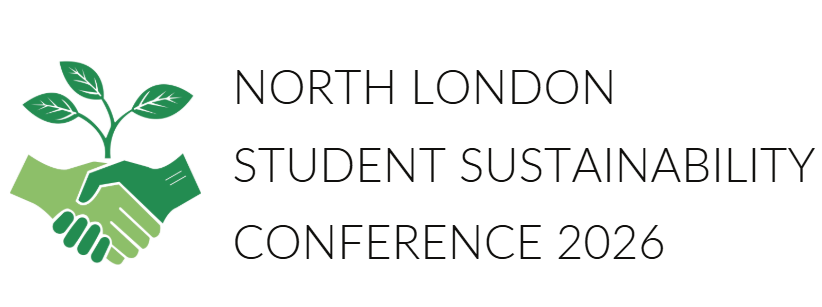 NORTH LONDON
STUDENT SUSTAINABILITY
CONFERENCE 2026